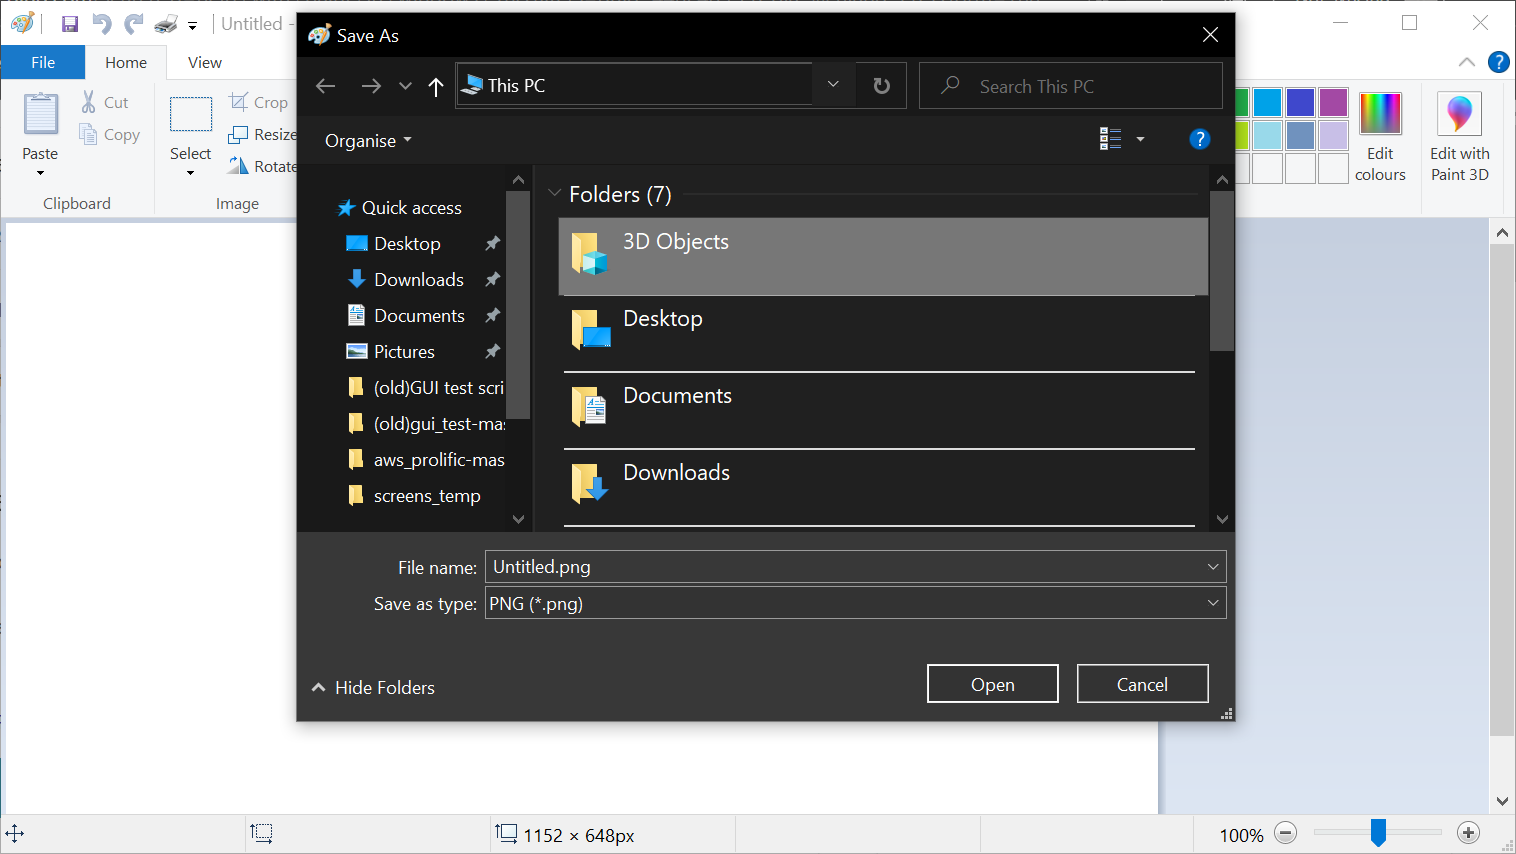 Untitled -
File
Home
View
Paste
Cut
Copy
Clipboard
Select
Crop
Resize
Rotate
Image
Edit
colours
Edit with
Paint 3D
Save As
This PC
Search This PC
Organise
Quick access
Desktop
Downloads
Documents
Pictures
(old)GUI test scri
(old)gui_test-mas
aws_prolific-mas
screens_temp
Folders (7)
3D Objects
Desktop
Documents
Downloads
File name: Untitled.png
Save as type: PNG (*.png)
Hide Folders
Open
Cancel
1152 × 648px
100%